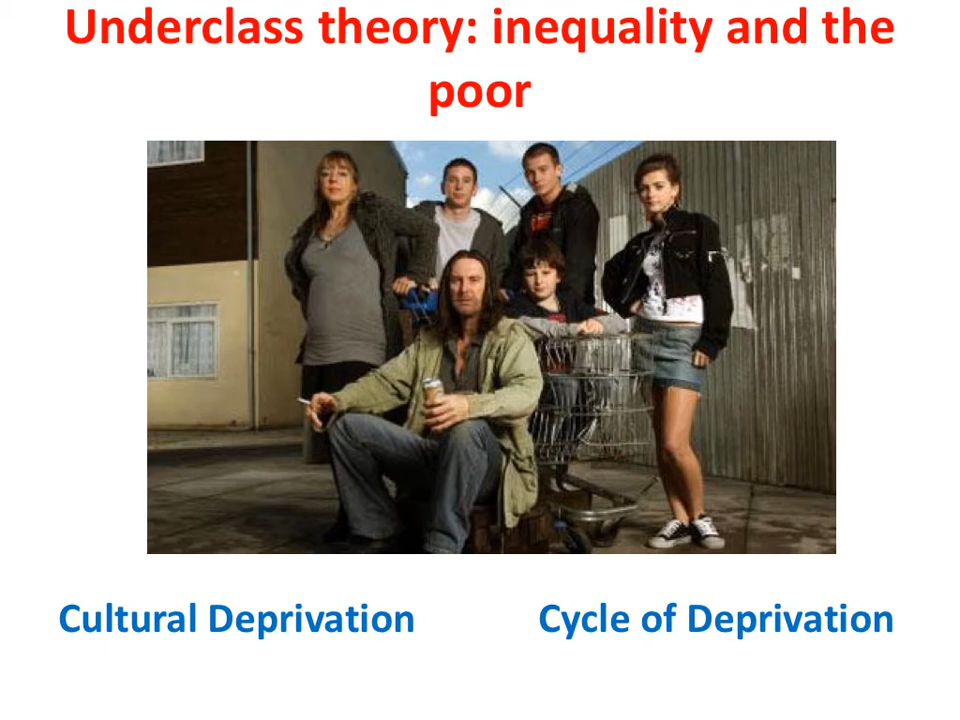 Underclass theory: inequality and the
poor
Cultural Deprivation
Cycle of Deprivation